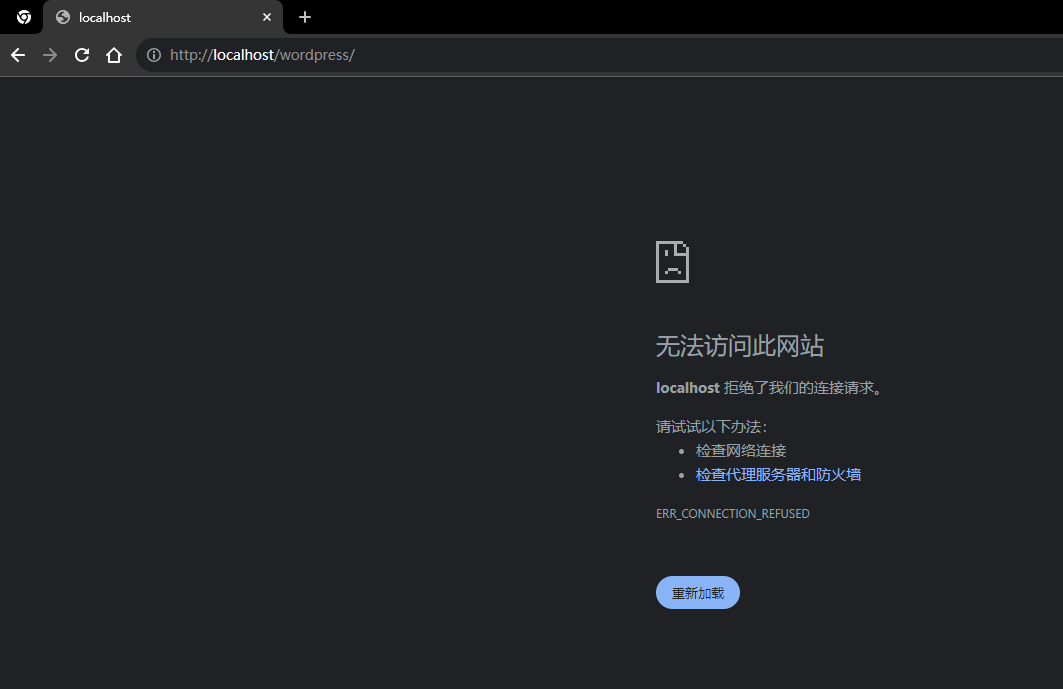 localhost
http://localhost/wordpress/
无法访问此网站
localhost 拒绝了我们的连接请求。
请试试以下办法：
检查网络连接
检查代理服务器和防火墙
ERR_CONNECTION_REFUSED
重新加载